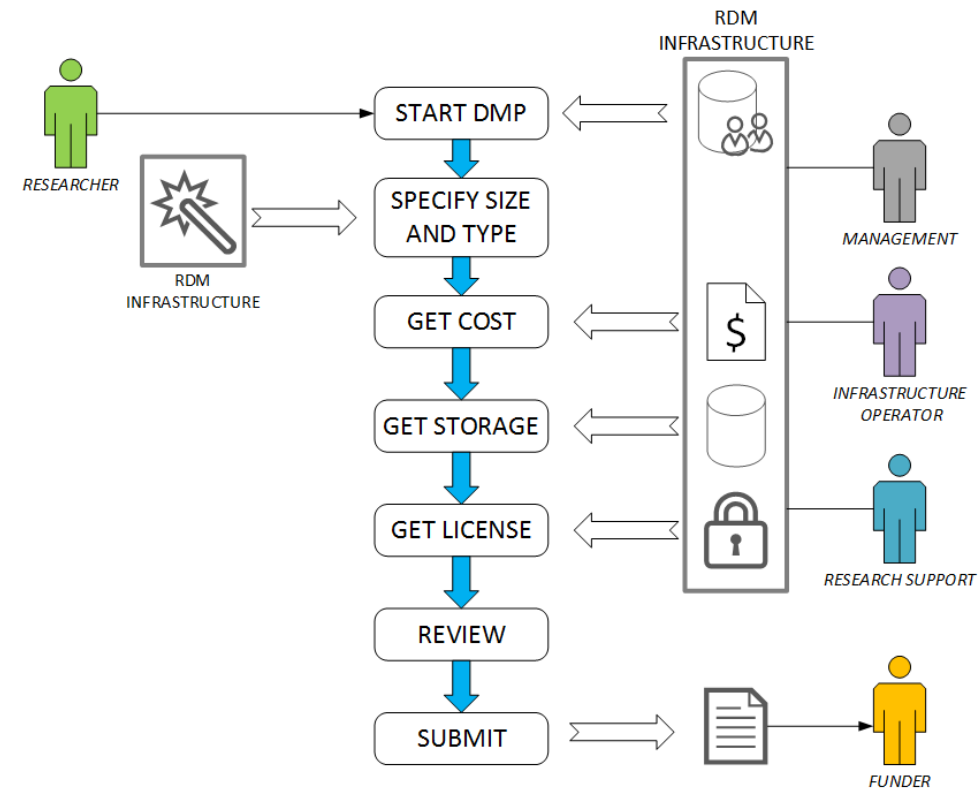 RDM
INFRASTRUCTURE
START DMP
RESEARCHER
SPECIFY SIZE
AND TYPE
MANAGEMENT
RDM
INFRASTRUCTURE
GET COST
$
INFRASTRUCTURE
OPERATOR
GET STORAGE
GET LICENSE
RESEARCH SUPPORT
REVIEW
SUBMIT
FUNDER